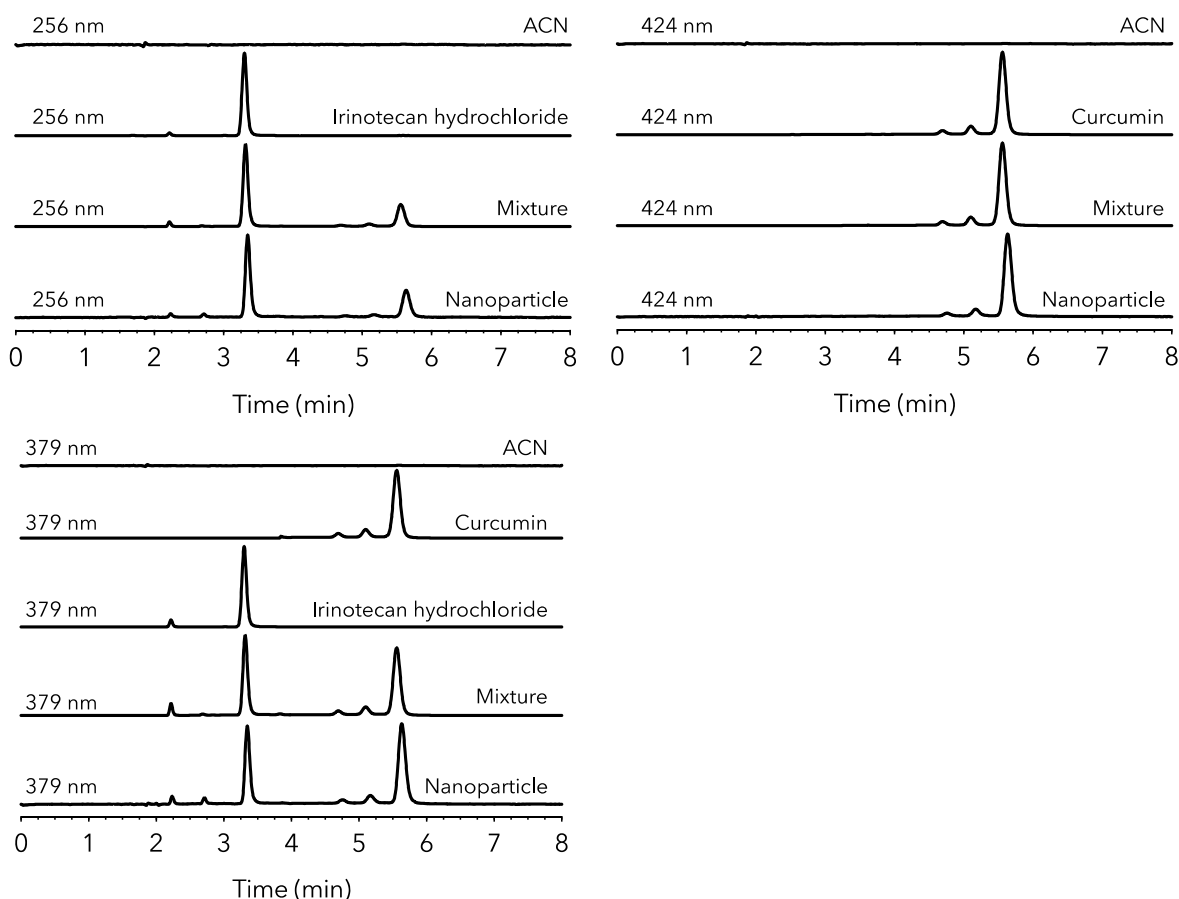 256 nm ACN
256 nm Irinotecan hydrochloride
256 nm Mixture
256 nm Nanoparticle
0 1 2 3 4 5 6 7 8
Time (min)
424 nm ACN
424 nm Curcumin
424 nm Mixture
424 nm Nanoparticle
0 1 2 3 4 5 6 7 8
Time (min)
379 nm ACN
379 nm Curcumin
379 nm Irinotecan hydrochloride
379 nm Mixture
379 nm Nanoparticle
0 1 2 3 4 5 6 7 8
Time (min)